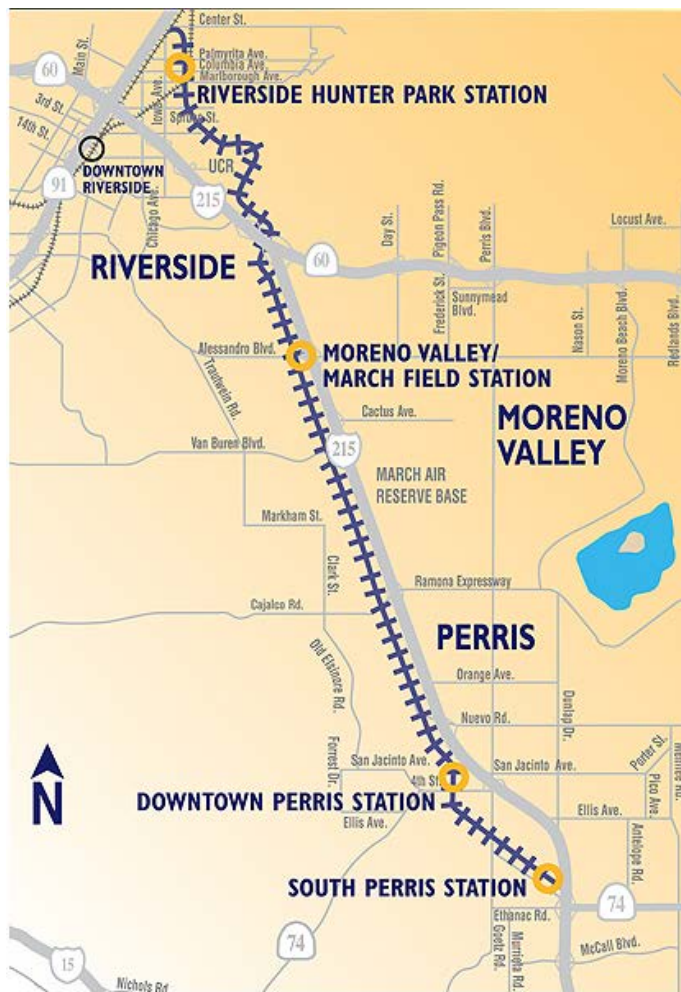 Center St.
Main St.
Palmyrita Ave.
Columbia Ave.
Marlborough Ave.
60
Iowa Ave.
RIVERSIDE HUNTER PARK STATION
3rd St.
14th St.
Spruce St.
DOWNTOWN
RIVERSIDE
UCR
91
215
Chicago Ave.
Day St.
Pigeon Pass Rd.
Perris Blvd.
Locust Ave.
RIVERSIDE
60
Frederick St.
Sunnymead
Blvd.
Nason St.
Moreno Beach Blvd.
Redlands Blvd.
Alessandro Blvd.
MORENO VALLEY/
MARCH FIELD STATION
Trautwein Rd.
Cactus Ave.
MORENO
VALLEY
Van Buren Blvd.
215
MARCH AIR
RESERVE BASE
Markham St.
Clark St.
Ramona Expressway
Cajalco Rd.
PERRIS
Old Elsinore Rd.
Orange Ave.
Dunlap Dr.
Nuevo Rd.
Forrest Dr.
San Jacinto Ave.
San Jacinto Ave.
Porter St.
Menifee Rd.
4th St.
Pico Ave.
N
DOWNTOWN PERRIS STATION
Ellis Ave.
Ellis Ave.
Antelope Rd.
SOUTH PERRIS STATION
Ethanac Rd.
74
Goetz Rd.
Murrieta Rd.
McCall Blvd.
74
15
Nichols Rd